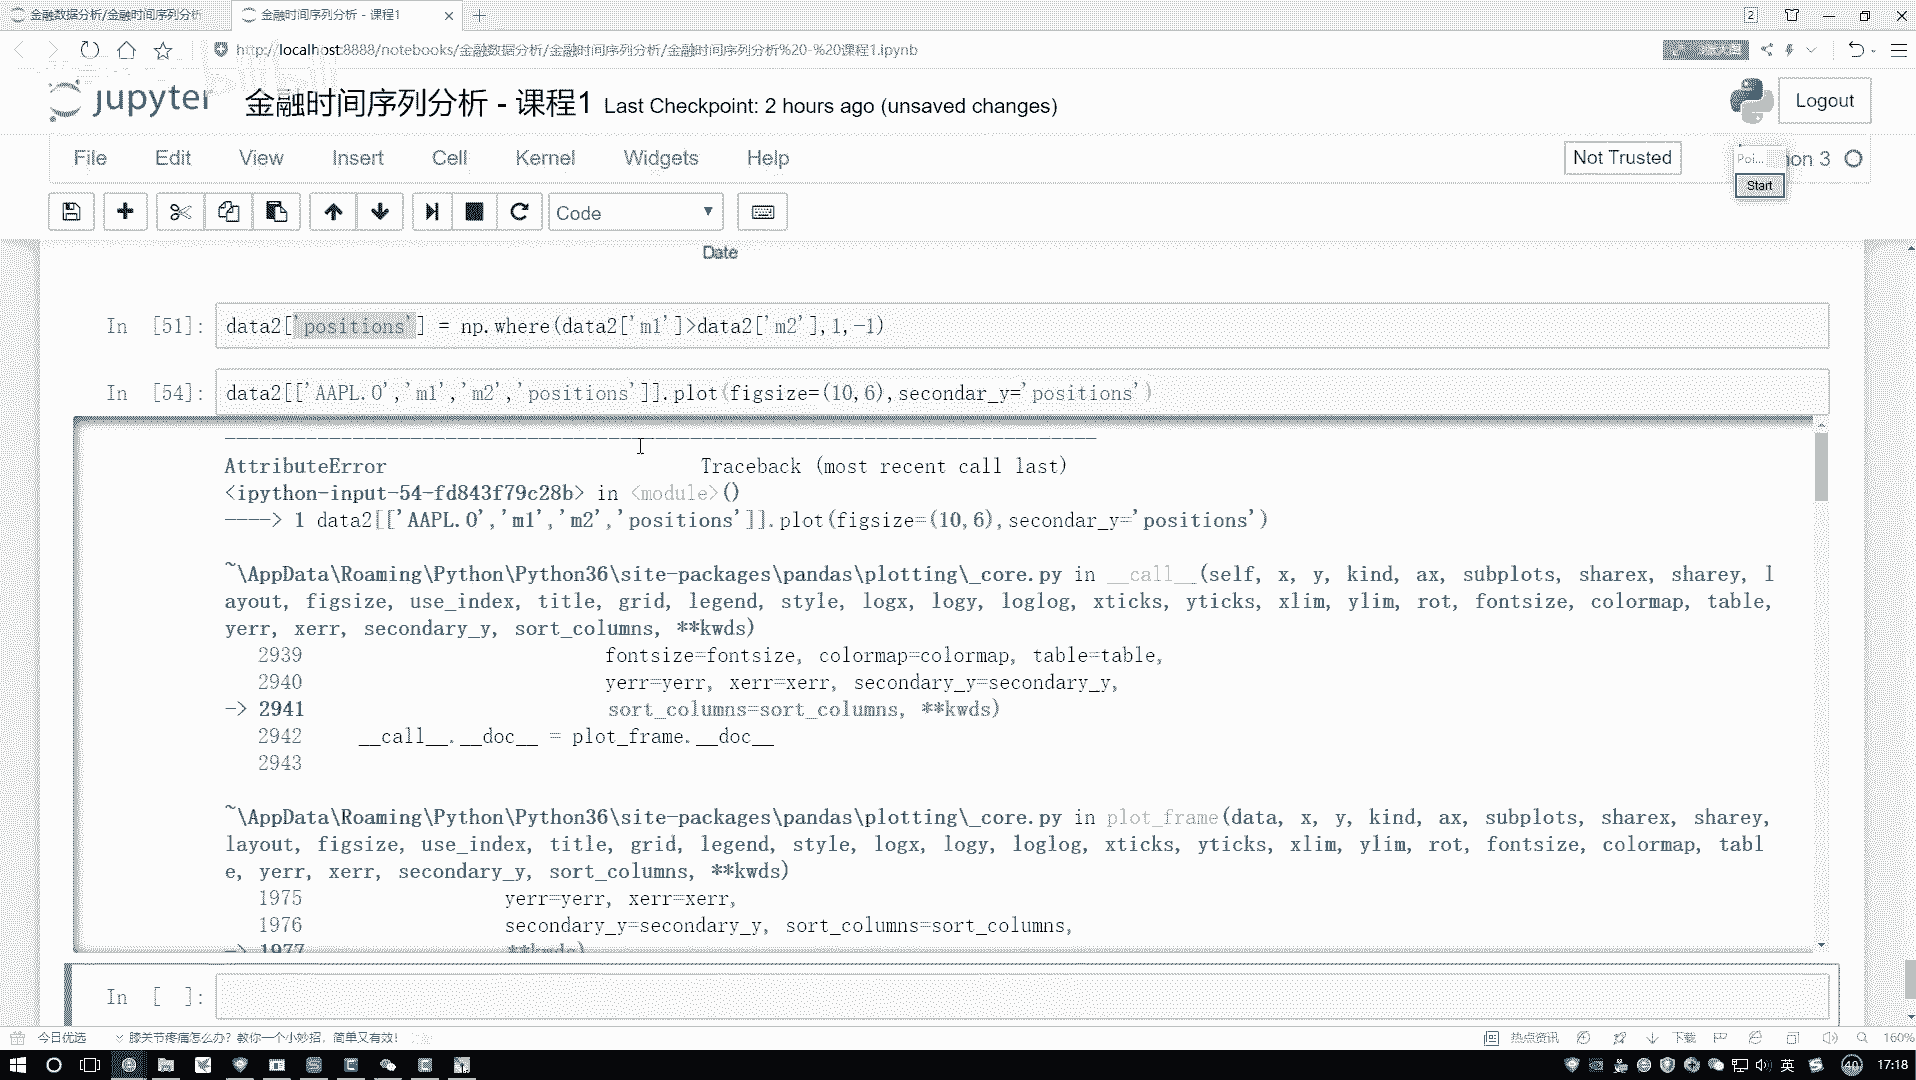 金融数据分析/金融时间序列分析
金融时间序列分析 - 课程1
2
http://localhost:8888/notebooks/金融数据分析/金融时间序列分析/金融时间序列分析%20-%20课程1.ipynb
jupyter 金融时间序列分析 - 课程1 Last Checkpoint: 2 hours ago (unsaved changes)
Logout
File Edit View Insert Cell Kernel Widgets Help
Not Trusted
Poi...
on 3
Start
Code
Date
In [51]: data2['positions'] = np.where(data2['m1']>data2['m2'],1,-1)
In [54]: data2[['AAPL.O','m1','m2','positions']].plot(figsize=(10,6),secondar_y='positions')
---------------------------------------------------------------------------
AttributeError Traceback (most recent call last)
<ipython-input-54-fd843f79c28b> in <module>()
----> 1 data2[['AAPL.O','m1','m2','positions']].plot(figsize=(10,6),secondar_y='positions')
~\AppData\Roaming\Python\Python36\site-packages\pandas\plotting\_core.py in __call__(self, x, y, kind, ax, subplots, sharex, sharey, l
ayout, figsize, use_index, title, grid, legend, style, logx, logy, loglog, xticks, yticks, xlim, ylim, rot, fontsize, colormap, table,
yerr, xerr, secondary_y, sort_columns, **kwds)
2939 fontsize=fontsize, colormap=colormap, table=table,
2940 yerr=yerr, xerr=xerr, secondary_y=secondary_y,
-> 2941 sort_columns=sort_columns, **kwds)
2942 __call__.__doc__ = plot_frame.__doc__
2943
~\AppData\Roaming\Python\Python36\site-packages\pandas\plotting\_core.py in plot_frame(data, x, y, kind, ax, subplots, sharex, sharey,
layout, figsize, use_index, title, grid, legend, style, logx, logy, loglog, xticks, yticks, xlim, ylim, rot, fontsize, colormap, tabl
e, yerr, xerr, secondary_y, sort_columns, **kwds)
1975 yerr=yerr, xerr=xerr,
1976 secondary_y=secondary_y, sort_columns=sort_columns,
-> 1977 **kwds)
In [ ]:
今日优选
膝关节疼痛怎么办？教你一个小妙招，简单又有效！
热点资讯
下载
160%
英
40
17:18